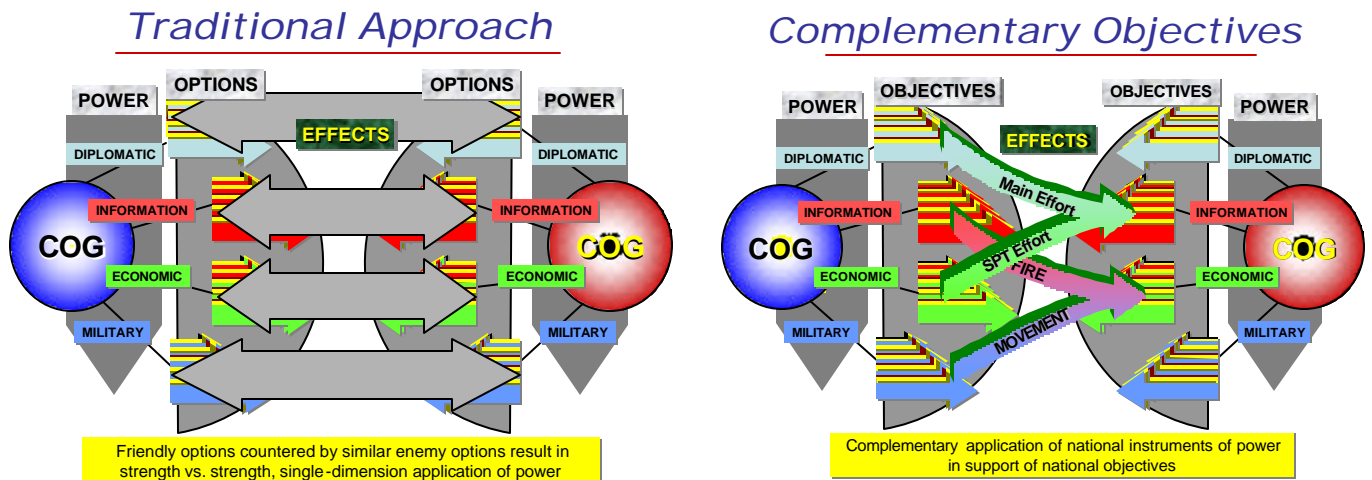 Traditional Approach
POWER
OPTIONS
OPTIONS
POWER
EFFECTS
DIPLOMATIC
DIPLOMATIC
INFORMATION
INFORMATION
COG
COG
ECONOMIC
ECONOMIC
MILITARY
MILITARY
Friendly options countered by similar enemy options result in
strength vs. strength, single-dimension application of power
Complementary Objectives
POWER
OBJECTIVES
OBJECTIVES
POWER
EFFECTS
DIPLOMATIC
DIPLOMATIC
Main Effort
INFORMATION
INFORMATION
COG
COG
SPT Effort
FIRE
ECONOMIC
ECONOMIC
MOVEMENT
MILITARY
MILITARY
Complementary application of national instruments of power
in support of national objectives